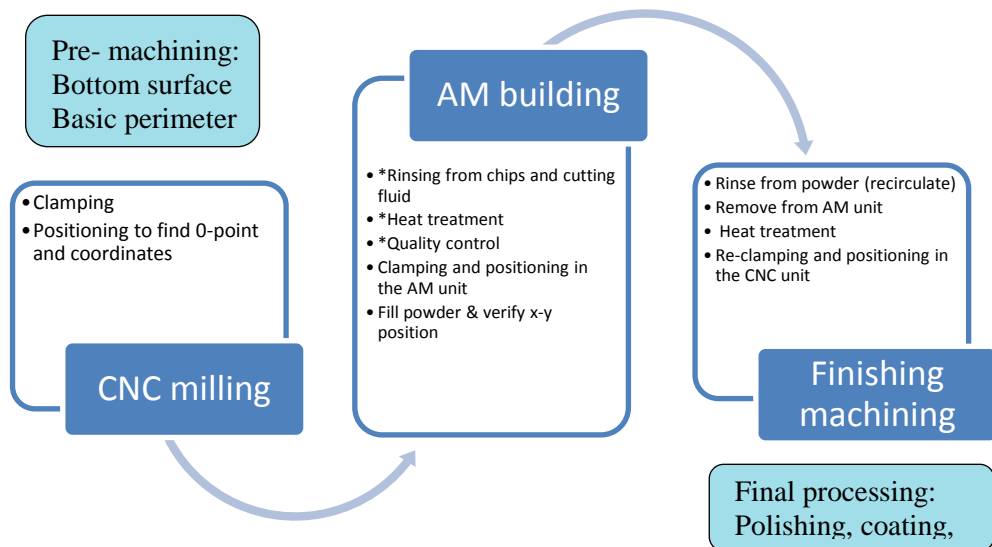 Pre- machining:
Bottom surface
Basic perimeter
• Clamping
• Positioning to find 0-point
and coordinates
CNC milling
AM building
• *Rinsing from chips and cutting
fluid
• *Heat treatment
• *Quality control
• Clamping and positioning in
the AM unit
• Fill powder & verify x-y
position
• Rinse from powder (recirculate)
• Remove from AM unit
• Heat treatment
• Re-clamping and positioning in
the CNC unit
Finishing
machining
Final processing:
Polishing, coating,